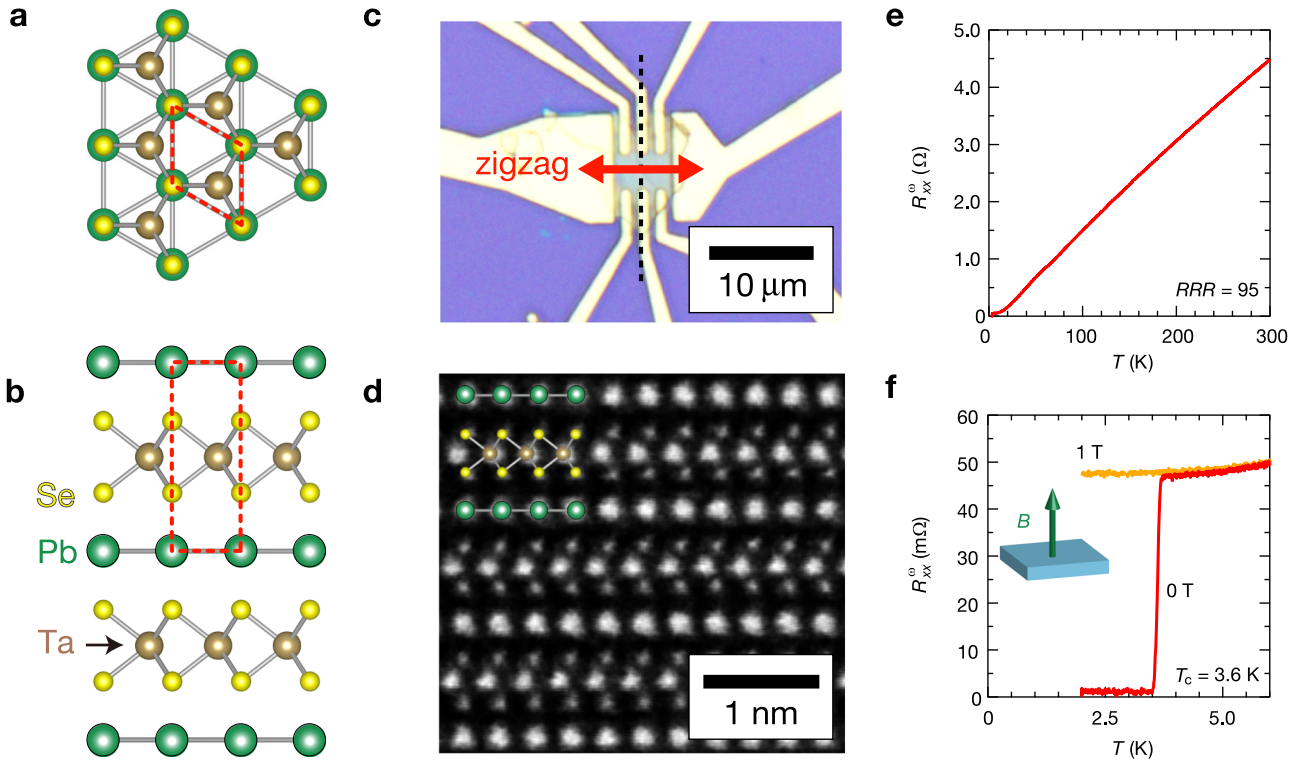 a
b
Se
Pb
Ta
c
zigzag
10 μm
d
1 nm
e
5.0
4.0
3.0
2.0
1.0
0
R^ω_xx (Ω)
RRR = 95
0
100
200
300
T (K)
f
60
50
40
30
20
10
0
R^ω_xx (mΩ)
1 T
B
0 T
T_c = 3.6 K
0
2.5
5.0
T (K)